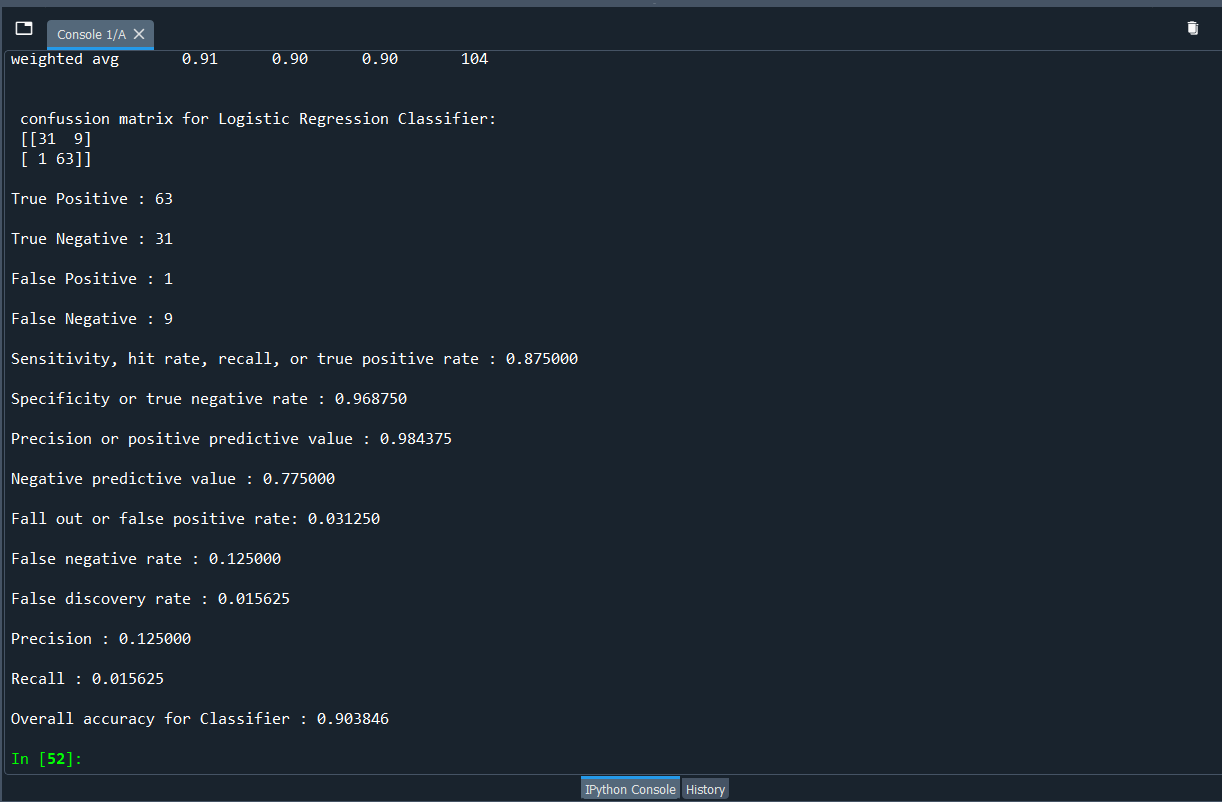 Console 1/A
weighted avg 0.91 0.90 0.90 104
confussion matrix for Logistic Regression Classifier:
[[31 9]
[ 1 63]]
True Positive : 63
True Negative : 31
False Positive : 1
False Negative : 9
Sensitivity, hit rate, recall, or true positive rate : 0.875000
Specificity or true negative rate : 0.968750
Precision or positive predictive value : 0.984375
Negative predictive value : 0.775000
Fall out or false positive rate: 0.031250
False negative rate : 0.125000
False discovery rate : 0.015625
Precision : 0.125000
Recall : 0.015625
Overall accuracy for Classifier : 0.903846
In [52]:
IPython Console History